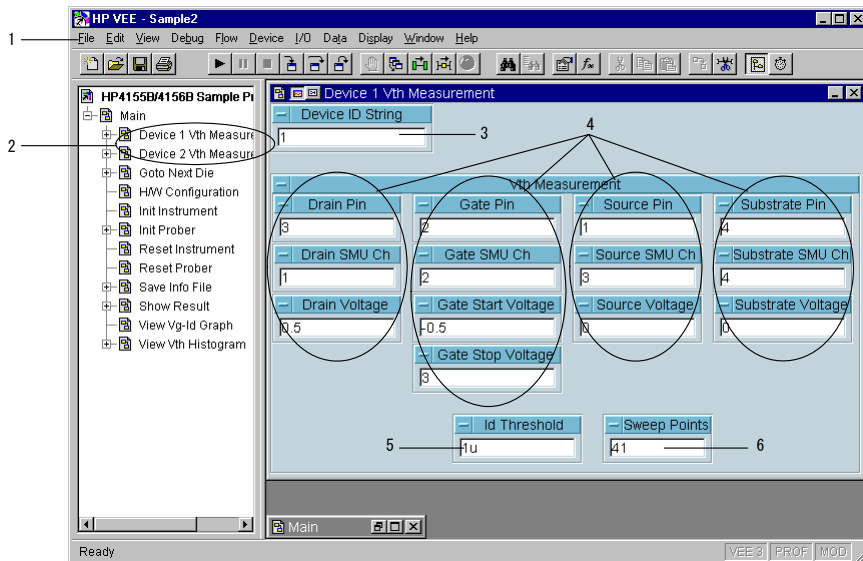 HP VEE - Sample2
1
File Edit View Debug Flow Device I/O Data Display Window Help
HP4155B/4156B Sample Pr
Main
2
Device 1 Vth Measure
Device 2 Vth Measure
Goto Next Die
H/W Configuration
Init Instrument
Init Prober
Reset Instrument
Reset Prober
Save Info File
Show Result
View Vg-Id Graph
View Vth Histogram
Device 1 Vth Measurement
Device ID String
1
3
4
Vth Measurement
Drain Pin Gate Pin Source Pin Substrate Pin
3 2 1 4
Drain SMU Ch Gate SMU Ch Source SMU Ch Substrate SMU Ch
1 2 3 4
Drain Voltage Gate Start Voltage Source Voltage Substrate Voltage
0.5 -0.5 0 0
Gate Stop Voltage
3
Id Threshold Sweep Points
5 1u 41 6
Main
Ready VEE 3 PROF MOD